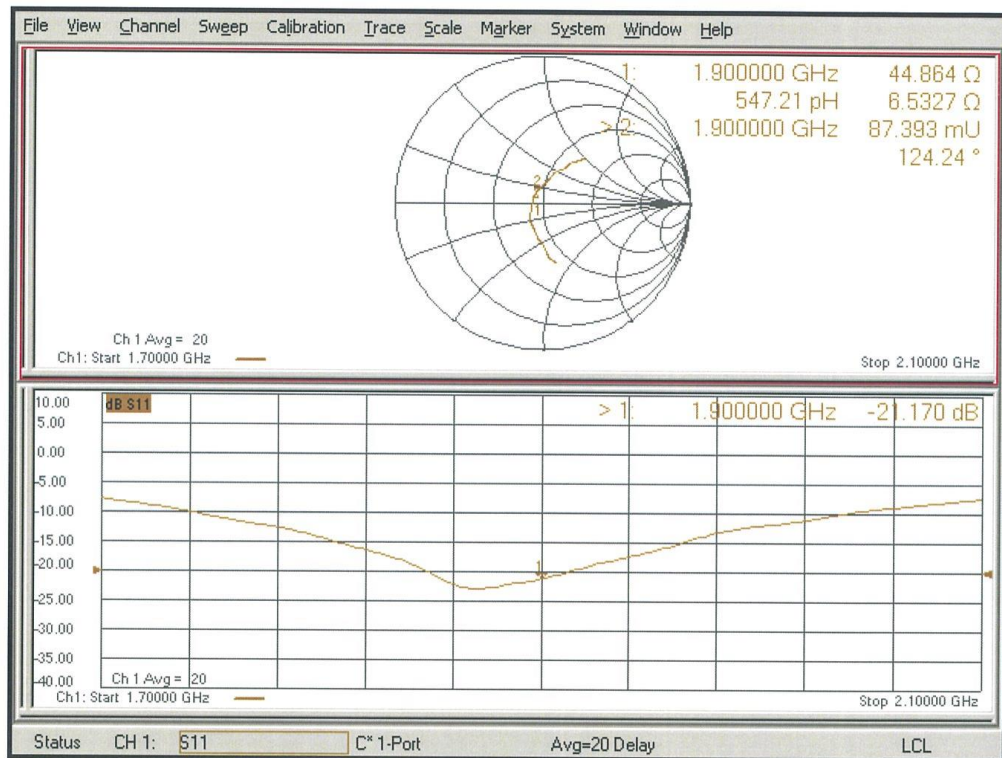 File View Channel Sweep Calibration Trace Scale Marker System Window Help
1: 1.900000 GHz 44.864 Ω
547.21 pH 6.5327 Ω
> 2: 1.900000 GHz 87.393 mU
124.24 °
2
1
Ch 1 Avg = 20
Ch1: Start 1.70000 GHz
Stop 2.10000 GHz
10.00
dB S11
> 1: 1.900000 GHz -21.170 dB
5.00
0.00
-5.00
-10.00
-15.00
-20.00
1
-25.00
-30.00
-35.00
-40.00
Ch 1 Avg = 20
Ch1: Start 1.70000 GHz
Stop 2.10000 GHz
Status CH 1: S11 C* 1-Port Avg=20 Delay LCL